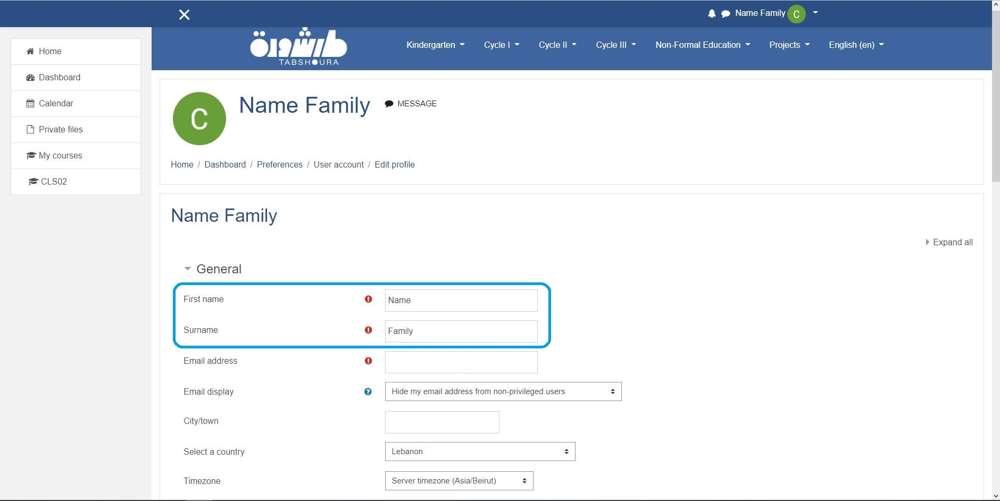 Name Family C
طبشورة
TABSHOURA
Kindergarten Cycle I Cycle II Cycle III Non-Formal Education Projects English (en)
Home
Dashboard
Calendar
Private files
My courses
CLS02
C
Name Family MESSAGE
Home / Dashboard / Preferences / User account / Edit profile
Name Family
Expand all
General
First name Name
Surname Family
Email address
Email display Hide my email address from non-privileged users
City/town
Select a country Lebanon
Timezone Server timezone (Asia/Beirut)